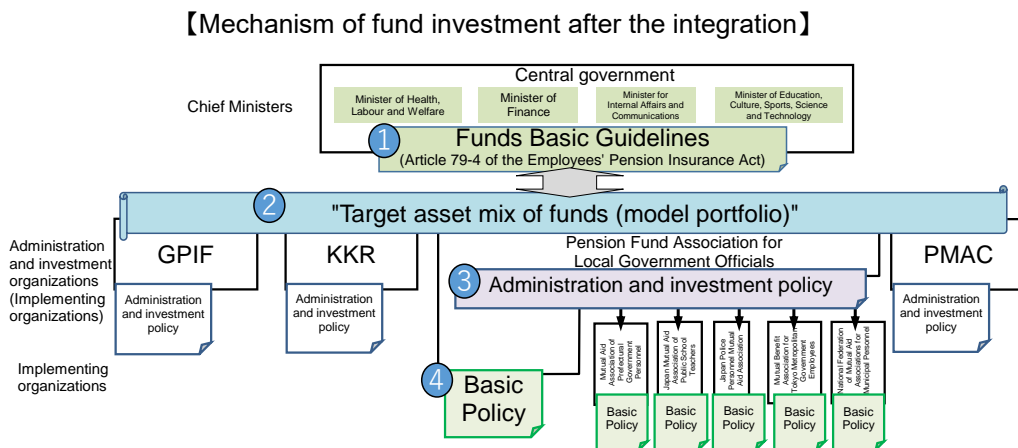 【Mechanism of fund investment after the integration】
Central government
Chief Ministers
Minister of Health,
Labour and Welfare
Minister of
Finance
Minister for
Internal Affairs and
Communications
Minister of Education,
Culture, Sports, Science
and Technology
1
Funds Basic Guidelines
(Article 79-4 of the Employees' Pension Insurance Act)
2
"Target asset mix of funds (model portfolio)"
Administration
and investment
organizations
(Implementing
organizations)
GPIF
Administration
and investment
policy
KKR
Administration
and investment
policy
Pension Fund Association for
Local Government Officials
3
Administration and investment policy
PMAC
Administration
and investment
policy
Implementing
organizations
4
Basic
Policy
Mutual Aid
Association of
Prefectural
Government
Personnel
Basic
Policy
Japan Mutual Aid
Association of
Public School
Teachers
Basic
Policy
Japan Police
Personnel Mutual
Aid Association
Basic
Policy
Mutual Benefit
Association for
Tokyo Metropolitan
Government
Employees
Basic
Policy
National Federation
of Mutual Aid
Associations for
Municipal Personnel
Basic
Policy